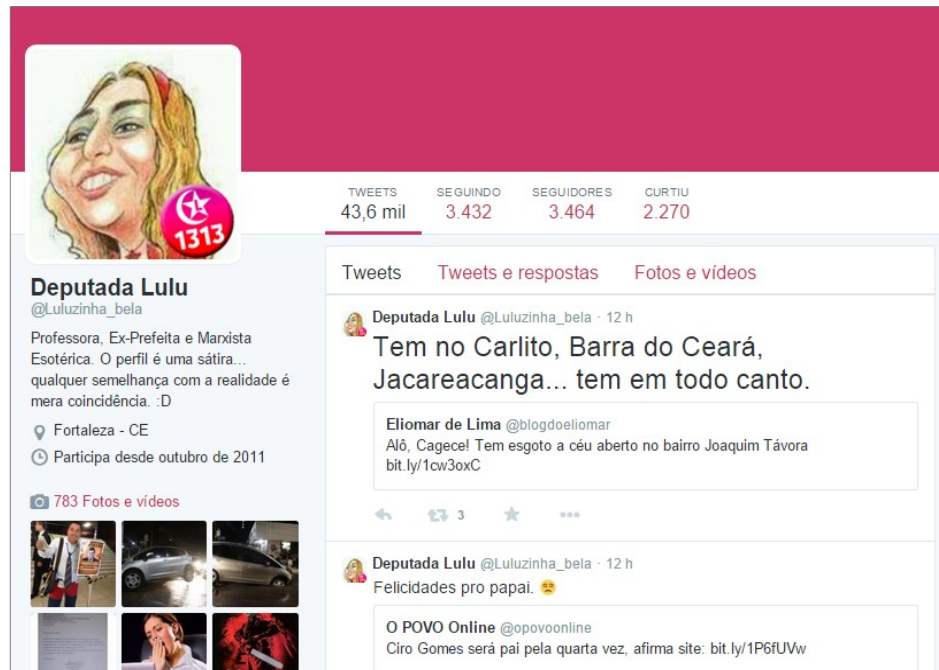 1313
TWEETS
43,6 mil
SEGUINDO
3.432
SEGUIDORES
3.464
CURTIU
2.270
Deputada Lulu
@Luluzinha_bela
Professora, Ex-Prefeita e Marxista
Esotérica. O perfil é uma sátira...
qualquer semelhança com a realidade é
mera coincidência. :D
Fortaleza - CE
Participa desde outubro de 2011
783 Fotos e vídeos
Tweets Tweets e respostas Fotos e vídeos
Deputada Lulu @Luluzinha_bela · 12 h
Tem no Carlito, Barra do Ceará,
Jacareacanga... tem em todo canto.
Eliomar de Lima @blogdoeliomar
Alô, Cagece! Tem esgoto a céu aberto no bairro Joaquim Távora
bit.ly/1cw3oxC
3
Deputada Lulu @Luluzinha_bela · 12 h
Felicidades pro papai. 😒
O POVO Online @opovoonline
Ciro Gomes será pai pela quarta vez, afirma site: bit.ly/1P6fUVw